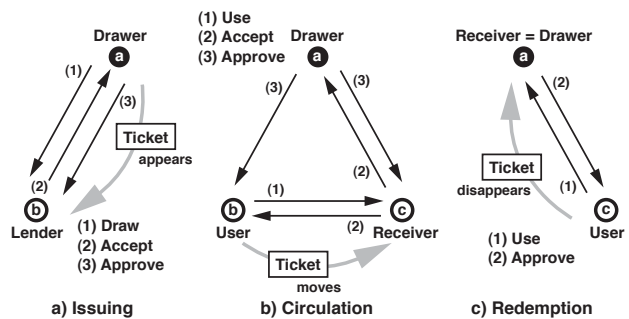 Drawer
a
(1)
(3)
Ticket
appears
(2)
b
Lender
(1) Draw
(2) Accept
(3) Approve
a) Issuing
(1) Use
(2) Accept
(3) Approve
Drawer
a
(3)
(3)
(2)
b
(1)
c
User
(2)
Receiver
Ticket
moves
b) Circulation
Receiver = Drawer
a
(2)
Ticket
disappears
(1)
c
User
(1) Use
(2) Approve
c) Redemption